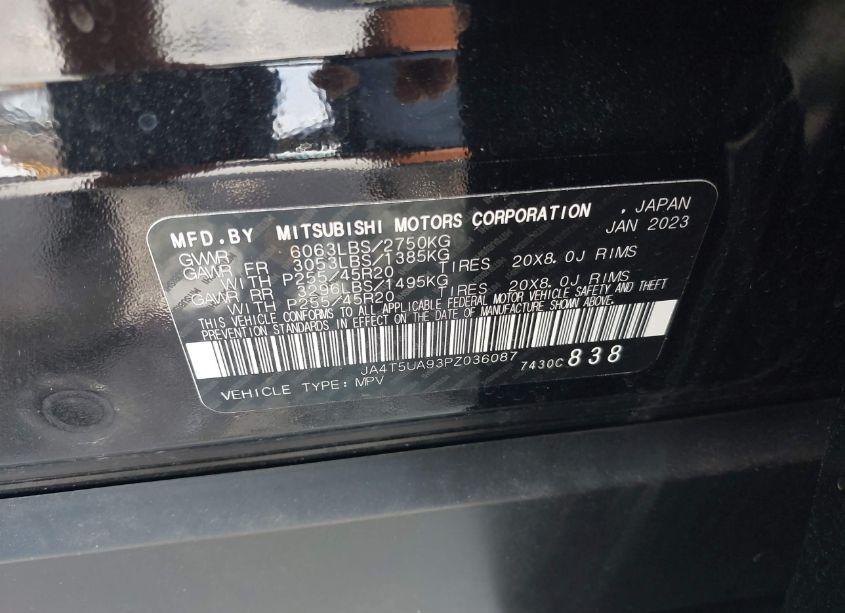 MFD.BY MITSUBISHI MOTORS CORPORATION , JAPAN
GWWR 6063LBS/2750KG JAN 2023
GAWR FR 3053LBS/1385KG
WITH P255/45R20 TIRES 20X8.0J RIMS
GAWR RR 3296LBS/1495KG
WITH P255/45R20 TIRES 20X8.0J RIMS
THIS VEHICLE CONFORMS TO ALL APPLICABLE FEDERAL MOTOR VEHICLE SAFETY AND THEFT
PREVENTION STANDARDS IN EFFECT ON THE DATE OF MANUFACTURE SHOWN ABOVE.
JA4T5UA93PZ036087 7430C 838
VEHICLE TYPE: MPV